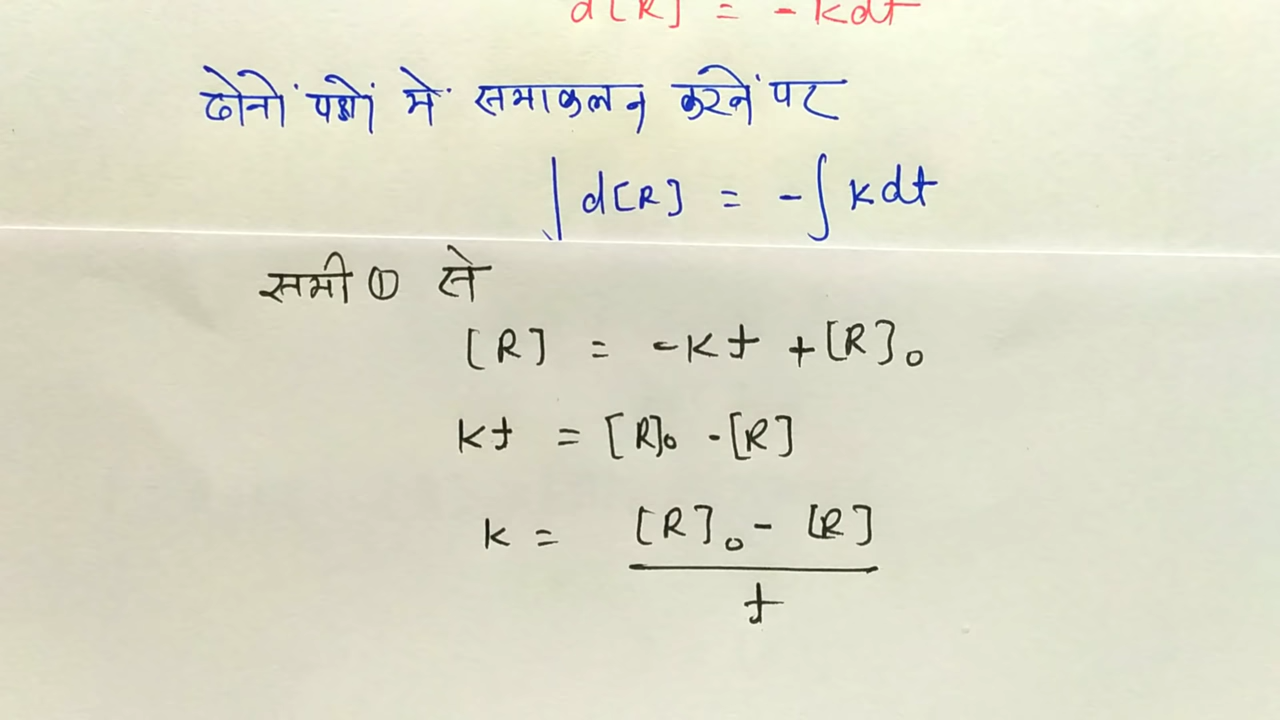 d[R] = -kdt
दोनों पक्षों में समाकलन करनें पर
∫d[R] = -∫kdt
समी ① से
[R] = -kt +[R]₀
kt = [R]₀ -[R]
k = [R]₀ - [R]
t